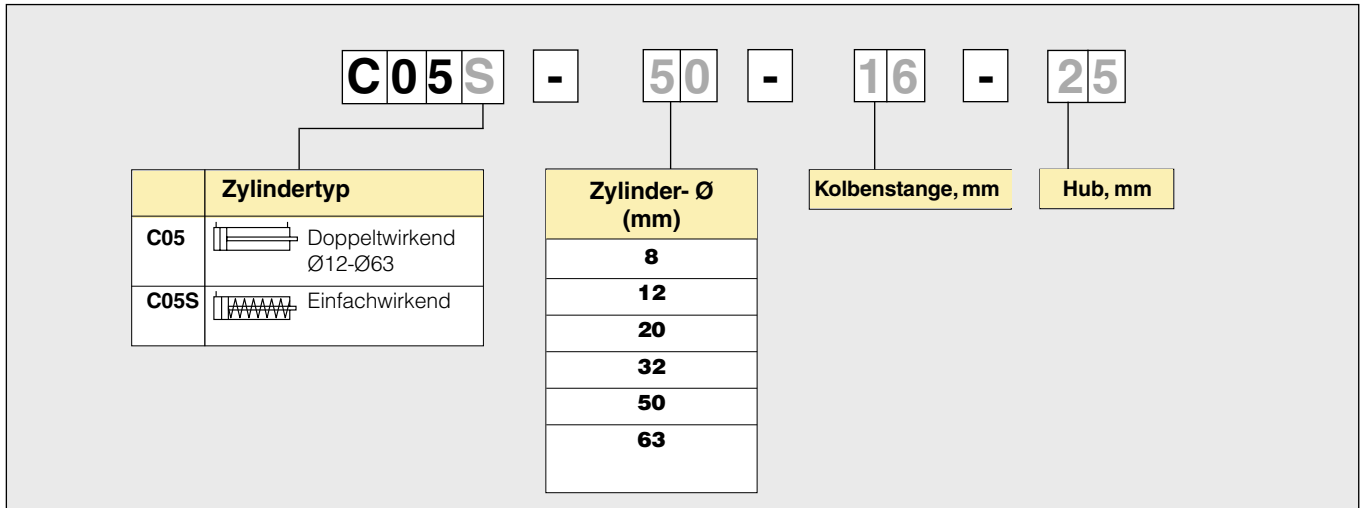 C05S - 50 - 16 - 25
Zylindertyp
C05 Doppeltwirkend
Ø12-Ø63
C05S Einfachwirkend
Zylinder- Ø
(mm)
8
12
20
32
50
63
Kolbenstange, mm
Hub, mm